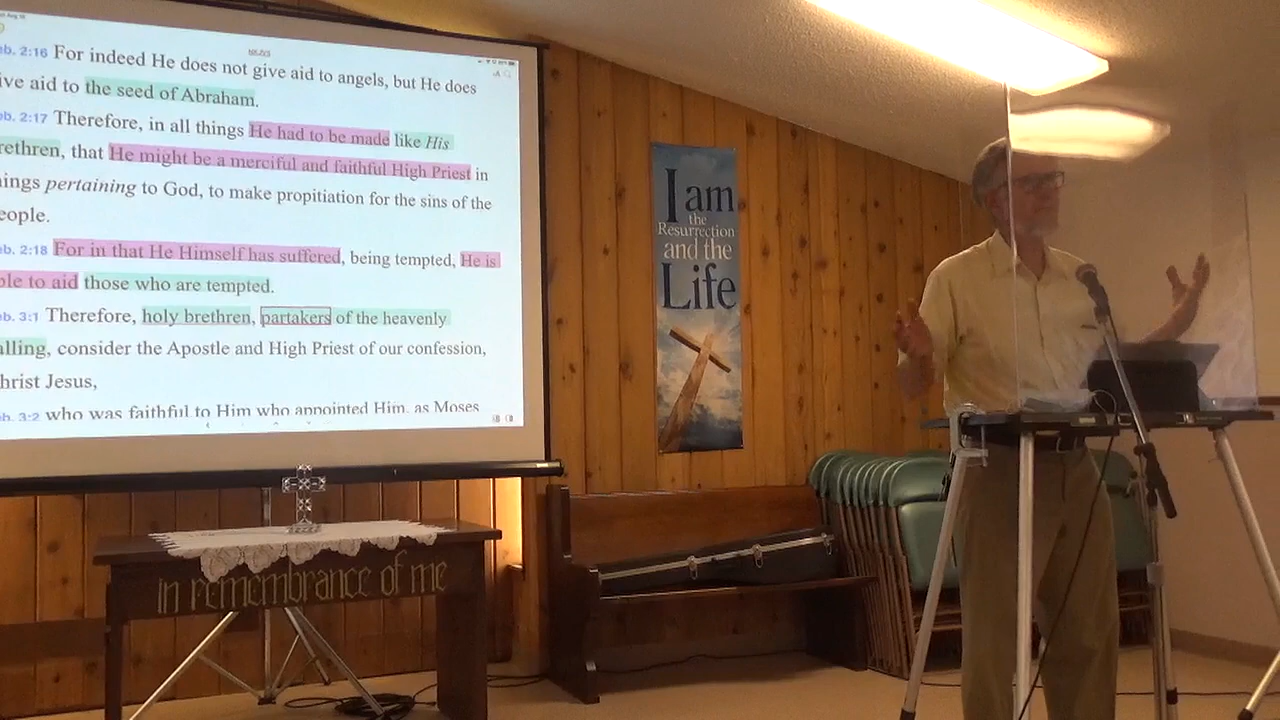 eb. 2:16 For indeed He does not give aid to angels, but He does
ive aid to the seed of Abraham.
eb. 2:17 Therefore, in all things He had to be made like His
rethren, that He might be a merciful and faithful High Priest in
hings pertaining to God, to make propitiation for the sins of the
eople.
eb. 2:18 For in that He Himself has suffered, being tempted, He is
ble to aid those who are tempted.
eb. 3:1 Therefore, holy brethren, partakers of the heavenly
alling, consider the Apostle and High Priest of our confession,
hrist Jesus,
eb. 3:2 who was faithful to Him who appointed Him, as Moses
I am
the
Resurrection
and the
Life
in remembrance of me